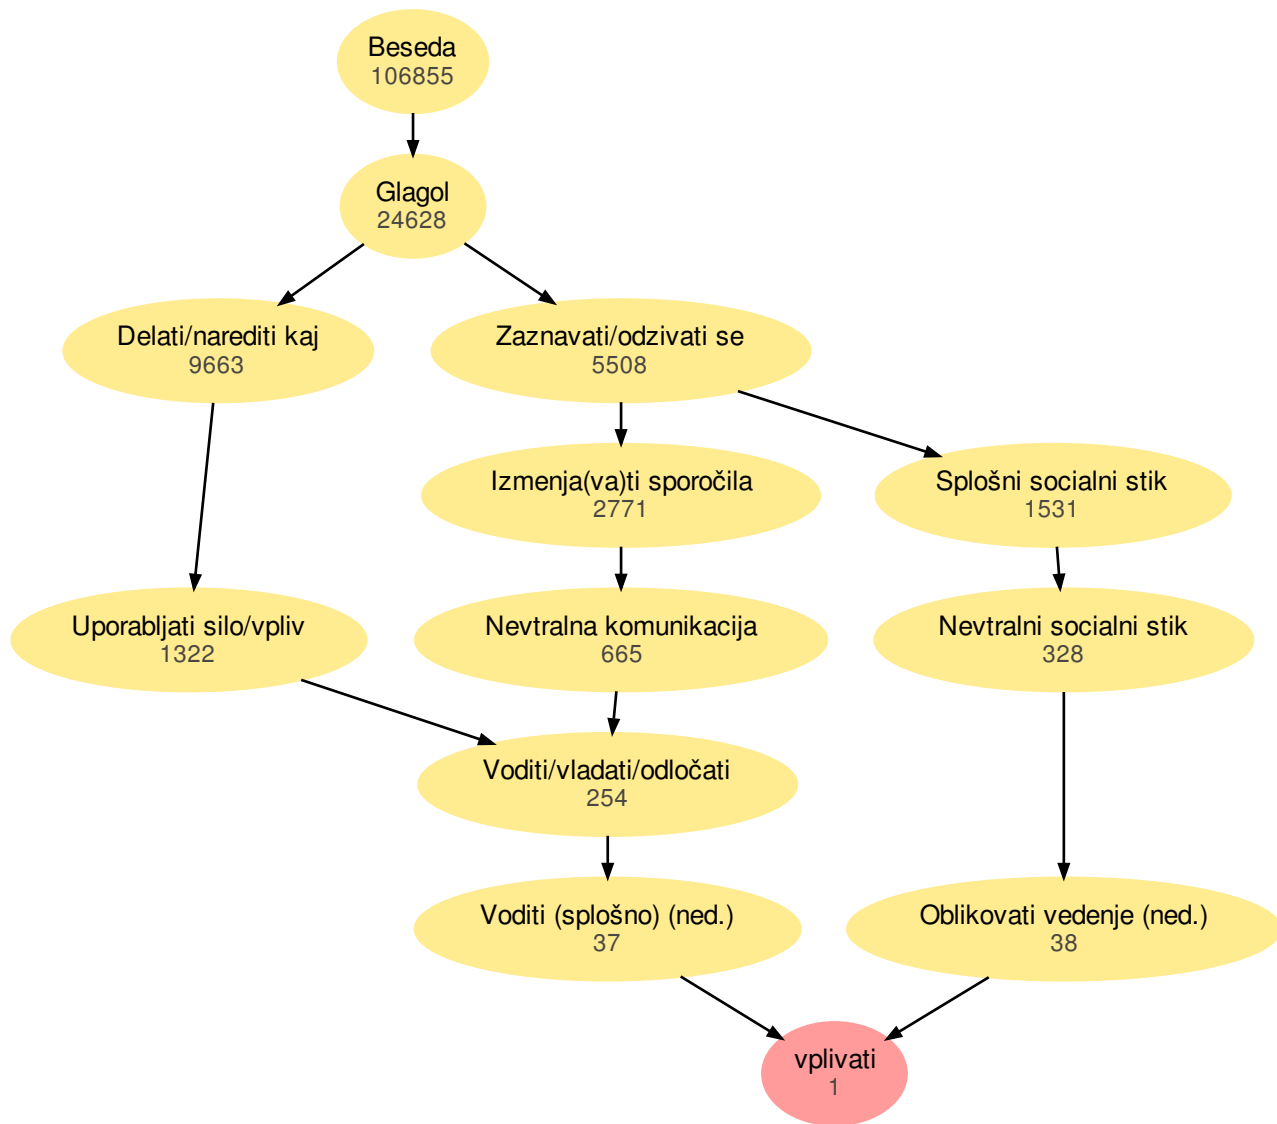 Beseda
106855
Glagol
24628
Delati/narediti kaj
9663
Zaznavati/odzivati se
5508
Izmenja(va)ti sporočila
2771
Splošni socialni stik
1531
Uporabljati silo/vpliv
1322
Nevtralna komunikacija
665
Nevtralni socialni stik
328
Voditi/vladati/odločati
254
Voditi (splošno) (ned.)
37
Oblikovati vedenje (ned.)
38
vplivati
1